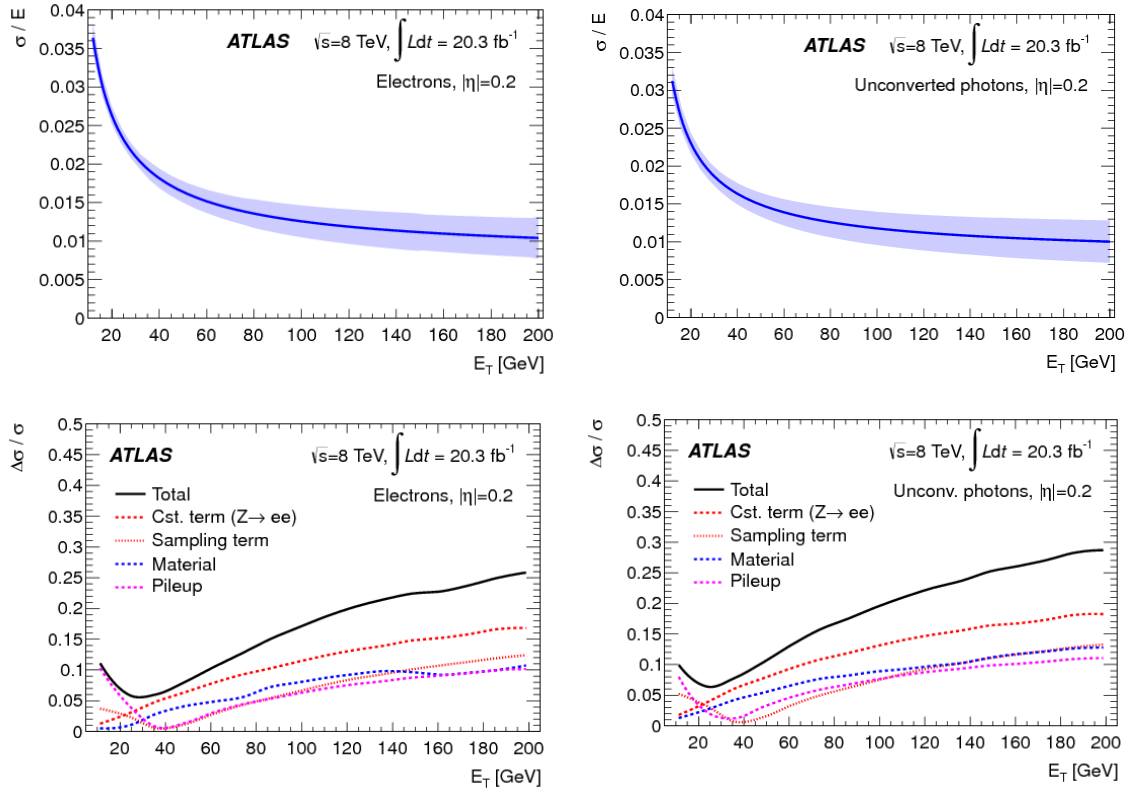 σ / E
0.04
0.035
0.03
0.025
0.02
0.015
0.01
0.005
0
ATLAS √s=8 TeV, ∫ Ldt = 20.3 fb⁻¹
Electrons, |η|=0.2
20 40 60 80 100 120 140 160 180 200
E_T [GeV]
σ / E
0.04
0.035
0.03
0.025
0.02
0.015
0.01
0.005
0
ATLAS √s=8 TeV, ∫ Ldt = 20.3 fb⁻¹
Unconverted photons, |η|=0.2
20 40 60 80 100 120 140 160 180 200
E_T [GeV]
Δσ / σ
0.5
0.45
0.4
0.35
0.3
0.25
0.2
0.15
0.1
0.05
0
ATLAS √s=8 TeV, ∫ Ldt = 20.3 fb⁻¹
Electrons, |η|=0.2
Total
Cst. term (Z→ ee)
Sampling term
Material
Pileup
20 40 60 80 100 120 140 160 180 200
E_T [GeV]
Δσ / σ
0.5
0.45
0.4
0.35
0.3
0.25
0.2
0.15
0.1
0.05
0
ATLAS √s=8 TeV, ∫ Ldt = 20.3 fb⁻¹
Unconv. photons, |η|=0.2
Total
Cst. term (Z→ ee)
Sampling term
Material
Pileup
20 40 60 80 100 120 140 160 180 200
E_T [GeV]